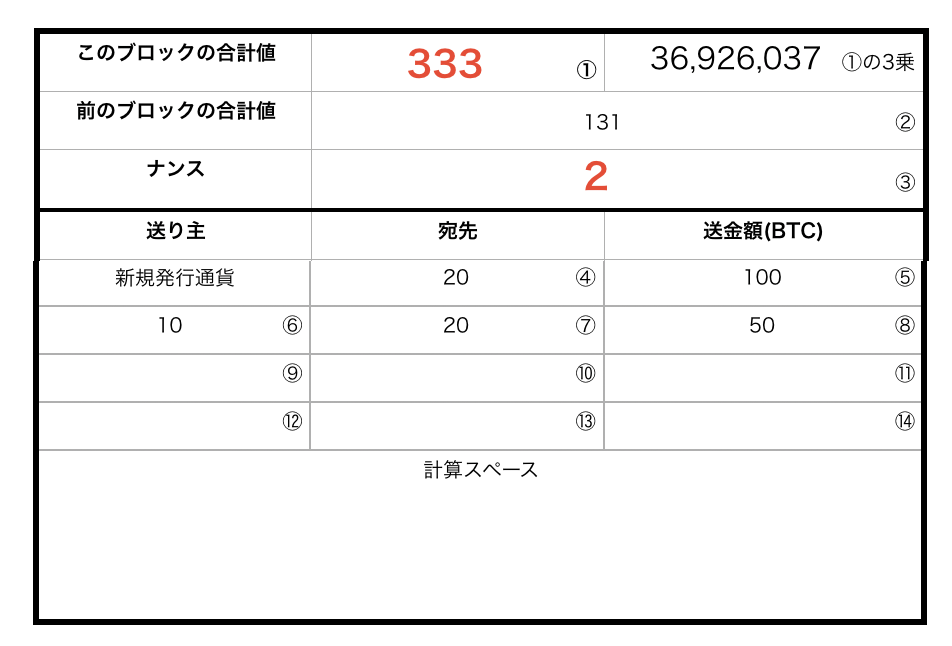 このブロックの合計値 333 ① 36,926,037 ①の3乗
前のブロックの合計値 131 ②
ナンス 2 ③
送り主 宛先 送金額(BTC)
新規発行通貨 20 ④ 100 ⑤
10 ⑥ 20 ⑦ 50 ⑧
⑨ ⑩ ⑪
⑫ ⑬ ⑭
計算スペース